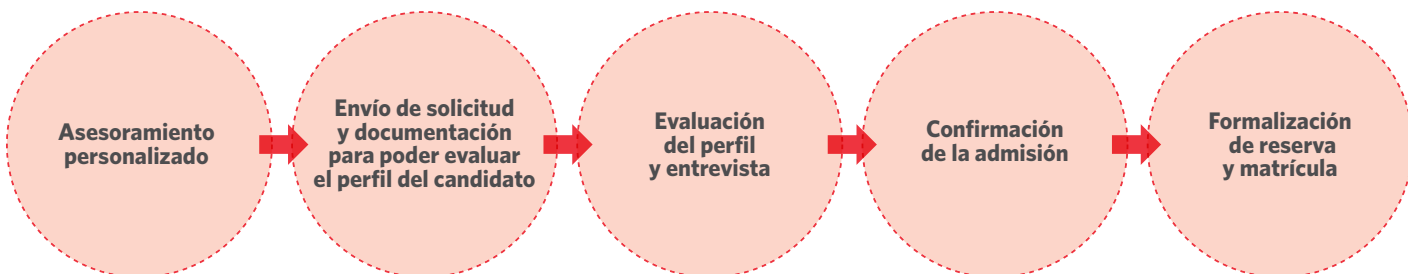 Asesoramiento
personalizado
Envío de solicitud
y documentación
para poder evaluar
el perfil del candidato
Evaluación
del perfil
y entrevista
Confirmación
de la admisión
Formalización
de reserva
y matrícula